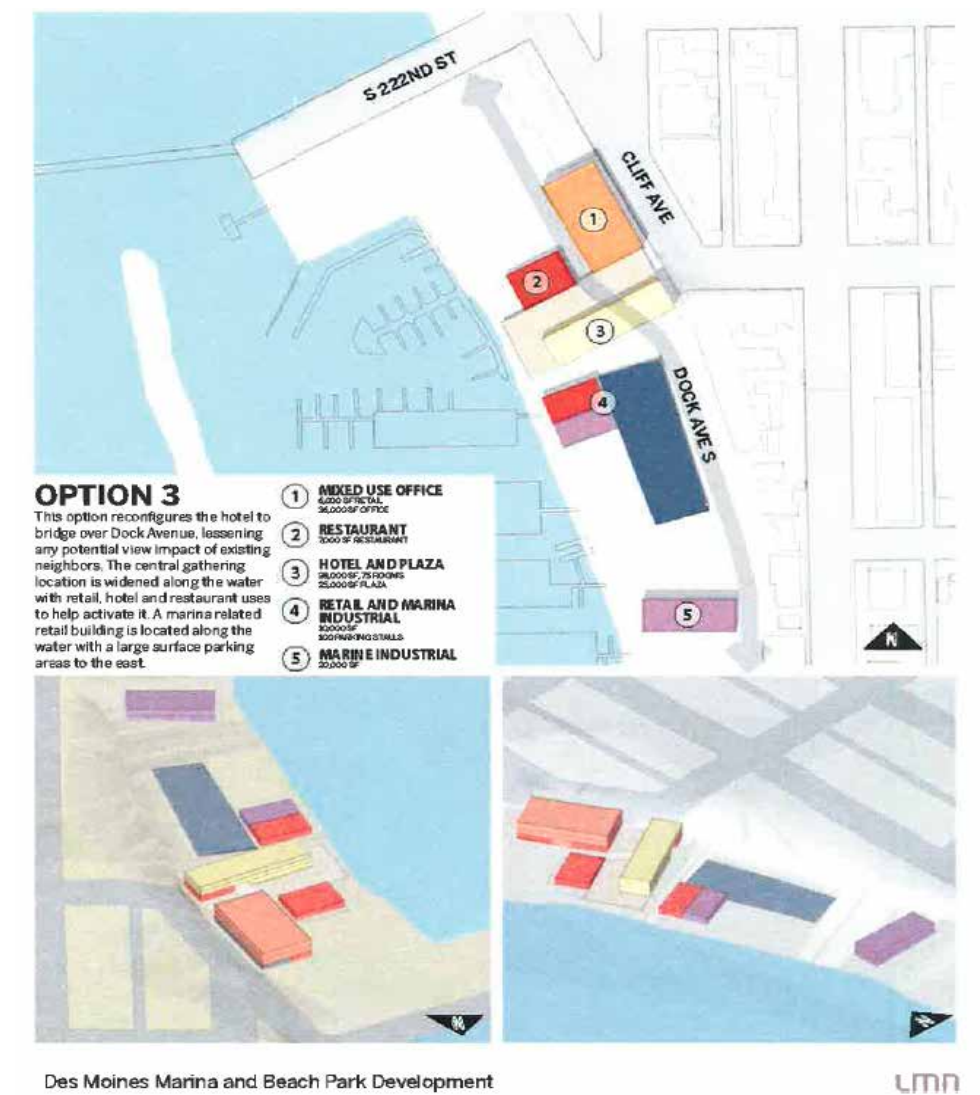 S 222ND ST
CLIFF AVE
1
2
3
4
DOCK AVE S
5
N
OPTION 3
This option reconfigures the hotel to
bridge over Dock Avenue, lessening
any potential view impact of existing
neighbors. The central gathering
location is widened along the water
with retail, hotel and restaurant uses
to help activate it. A marina related
retail building is located along the
water with a large surface parking
areas to the east.
1 MIXED USE OFFICE
6,000 SF RETAIL
36,000 SF OFFICE
2 RESTAURANT
7,000 SF RESTAURANT
3 HOTEL AND PLAZA
SF, 75 ROOMS
25,000 SF PLAZA
4 RETAIL AND MARINA
INDUSTRIAL
SF
100 PARKING STALLS
5 MARINE INDUSTRIAL
20,000 SF
N
N
Des Moines Marina and Beach Park Development
LMN